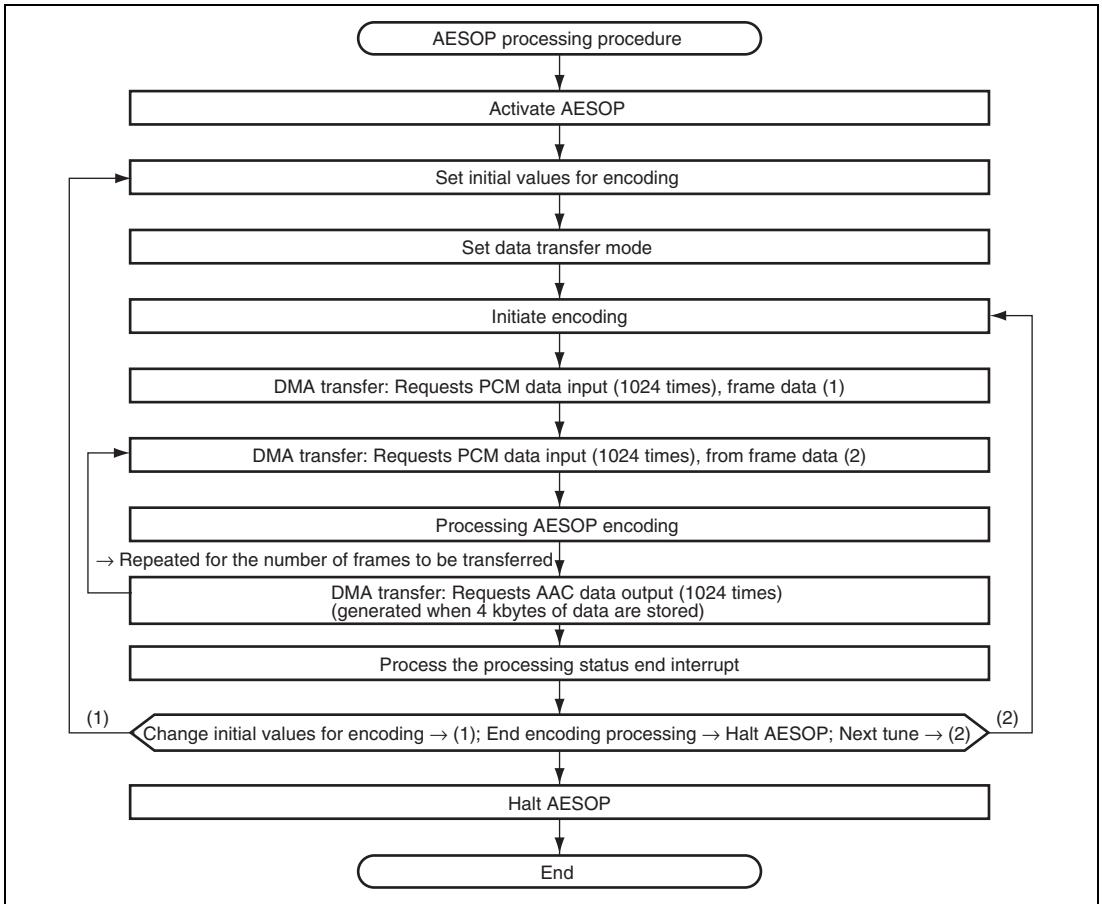 AESOP processing procedure
Activate AESOP
Set initial values for encoding
Set data transfer mode
Initiate encoding
DMA transfer: Requests PCM data input (1024 times), frame data (1)
DMA transfer: Requests PCM data input (1024 times), from frame data (2)
Processing AESOP encoding
→ Repeated for the number of frames to be transferred
DMA transfer: Requests AAC data output (1024 times)
(generated when 4 kbytes of data are stored)
Process the processing status end interrupt
(1)
Change initial values for encoding → (1); End encoding processing → Halt AESOP; Next tune → (2)
(2)
Halt AESOP
End